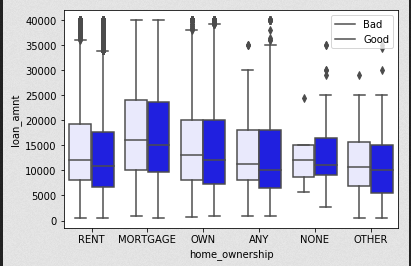 40000
35000
30000
25000
20000
15000
10000
5000
0
loan_amnt
Bad
Good
RENT MORTGAGE OWN ANY NONE OTHER
home_ownership